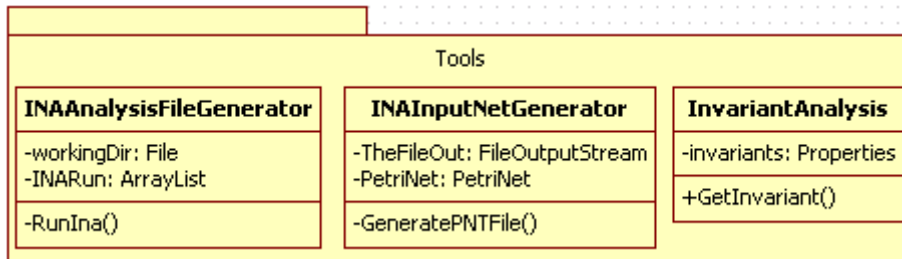 Tools
INAAnalysisFileGenerator
-workingDir: File
-INARun: ArrayList
-RunIna()
INAInputNetGenerator
-TheFileOut: FileOutputStream
-PetriNet: PetriNet
-GeneratePNTFile()
InvariantAnalysis
-invariants: Properties
+GetInvariant()